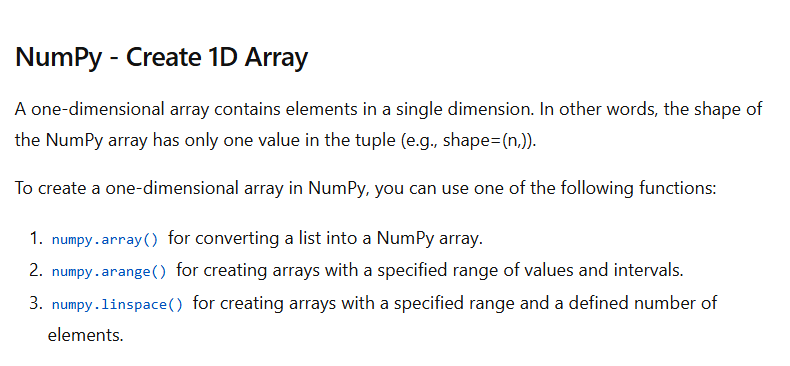 NumPy - Create 1D Array
A one-dimensional array contains elements in a single dimension. In other words, the shape of
the NumPy array has only one value in the tuple (e.g., shape=(n,)).
To create a one-dimensional array in NumPy, you can use one of the following functions:
1. numpy.array() for converting a list into a NumPy array.
2. numpy.arange() for creating arrays with a specified range of values and intervals.
3. numpy.linspace() for creating arrays with a specified range and a defined number of
elements.